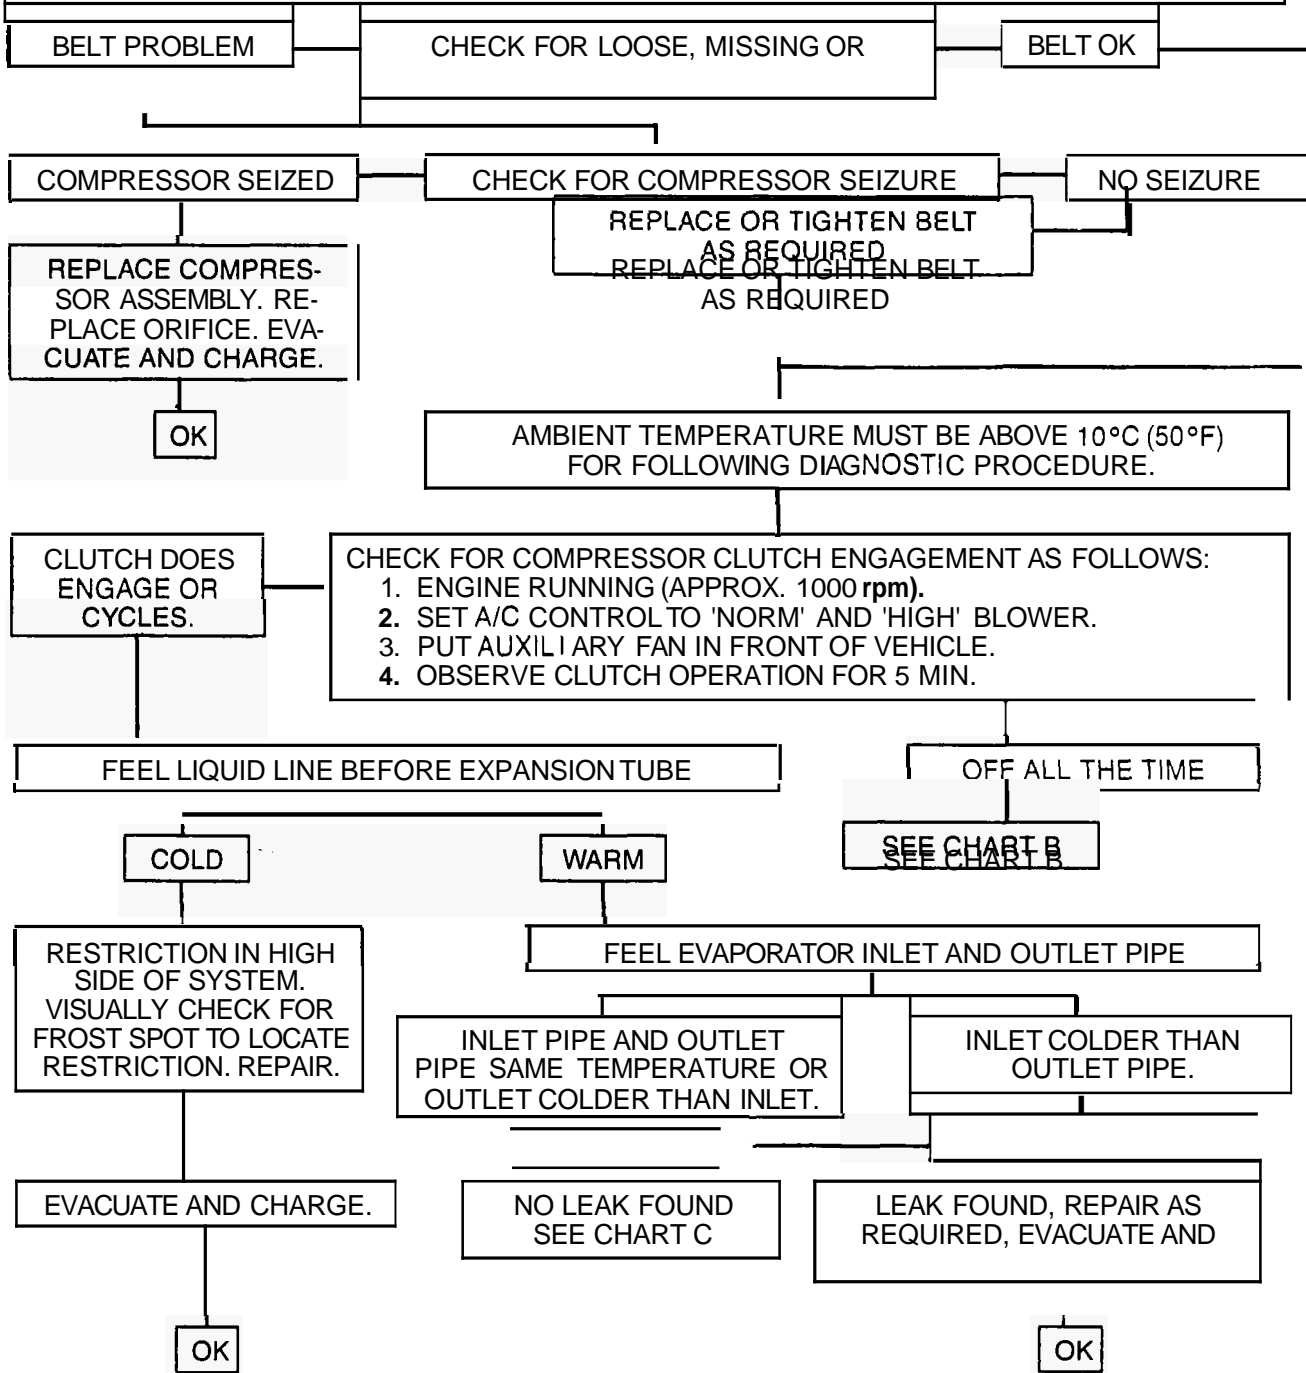 BELT PROBLEM
CHECK FOR LOOSE, MISSING OR
BELT OK
COMPRESSOR SEIZED
CHECK FOR COMPRESSOR SEIZURE
NO SEIZURE
REPLACE OR TIGHTEN BELT
AS REQUIRED
REPLACE OR TIGHTEN BELT
AS REQUIRED
REPLACE COMPRES-
SOR ASSEMBLY. RE-
PLACE ORIFICE. EVA-
CUATE AND CHARGE.
OK
AMBIENT TEMPERATURE MUST BE ABOVE 10°C (50°F)
FOR FOLLOWING DIAGNOSTIC PROCEDURE.
CLUTCH DOES
ENGAGE OR
CYCLES.
CHECK FOR COMPRESSOR CLUTCH ENGAGEMENT AS FOLLOWS:
1. ENGINE RUNNING (APPROX. 1000 rpm).
2. SET A/C CONTROL TO 'NORM' AND 'HIGH' BLOWER.
3. PUT AUXILIARY FAN IN FRONT OF VEHICLE.
4. OBSERVE CLUTCH OPERATION FOR 5 MIN.
FEEL LIQUID LINE BEFORE EXPANSION TUBE
OFF ALL THE TIME
COLD
WARM
SEE CHART B
SEE CHART B
RESTRICTION IN HIGH
SIDE OF SYSTEM.
VISUALLY CHECK FOR
FROST SPOT TO LOCATE
RESTRICTION. REPAIR.
FEEL EVAPORATOR INLET AND OUTLET PIPE
INLET PIPE AND OUTLET
PIPE SAME TEMPERATURE OR
OUTLET COLDER THAN INLET.
INLET COLDER THAN
OUTLET PIPE.
EVACUATE AND CHARGE.
NO LEAK FOUND
SEE CHART C
LEAK FOUND, REPAIR AS
REQUIRED, EVACUATE AND
OK
OK